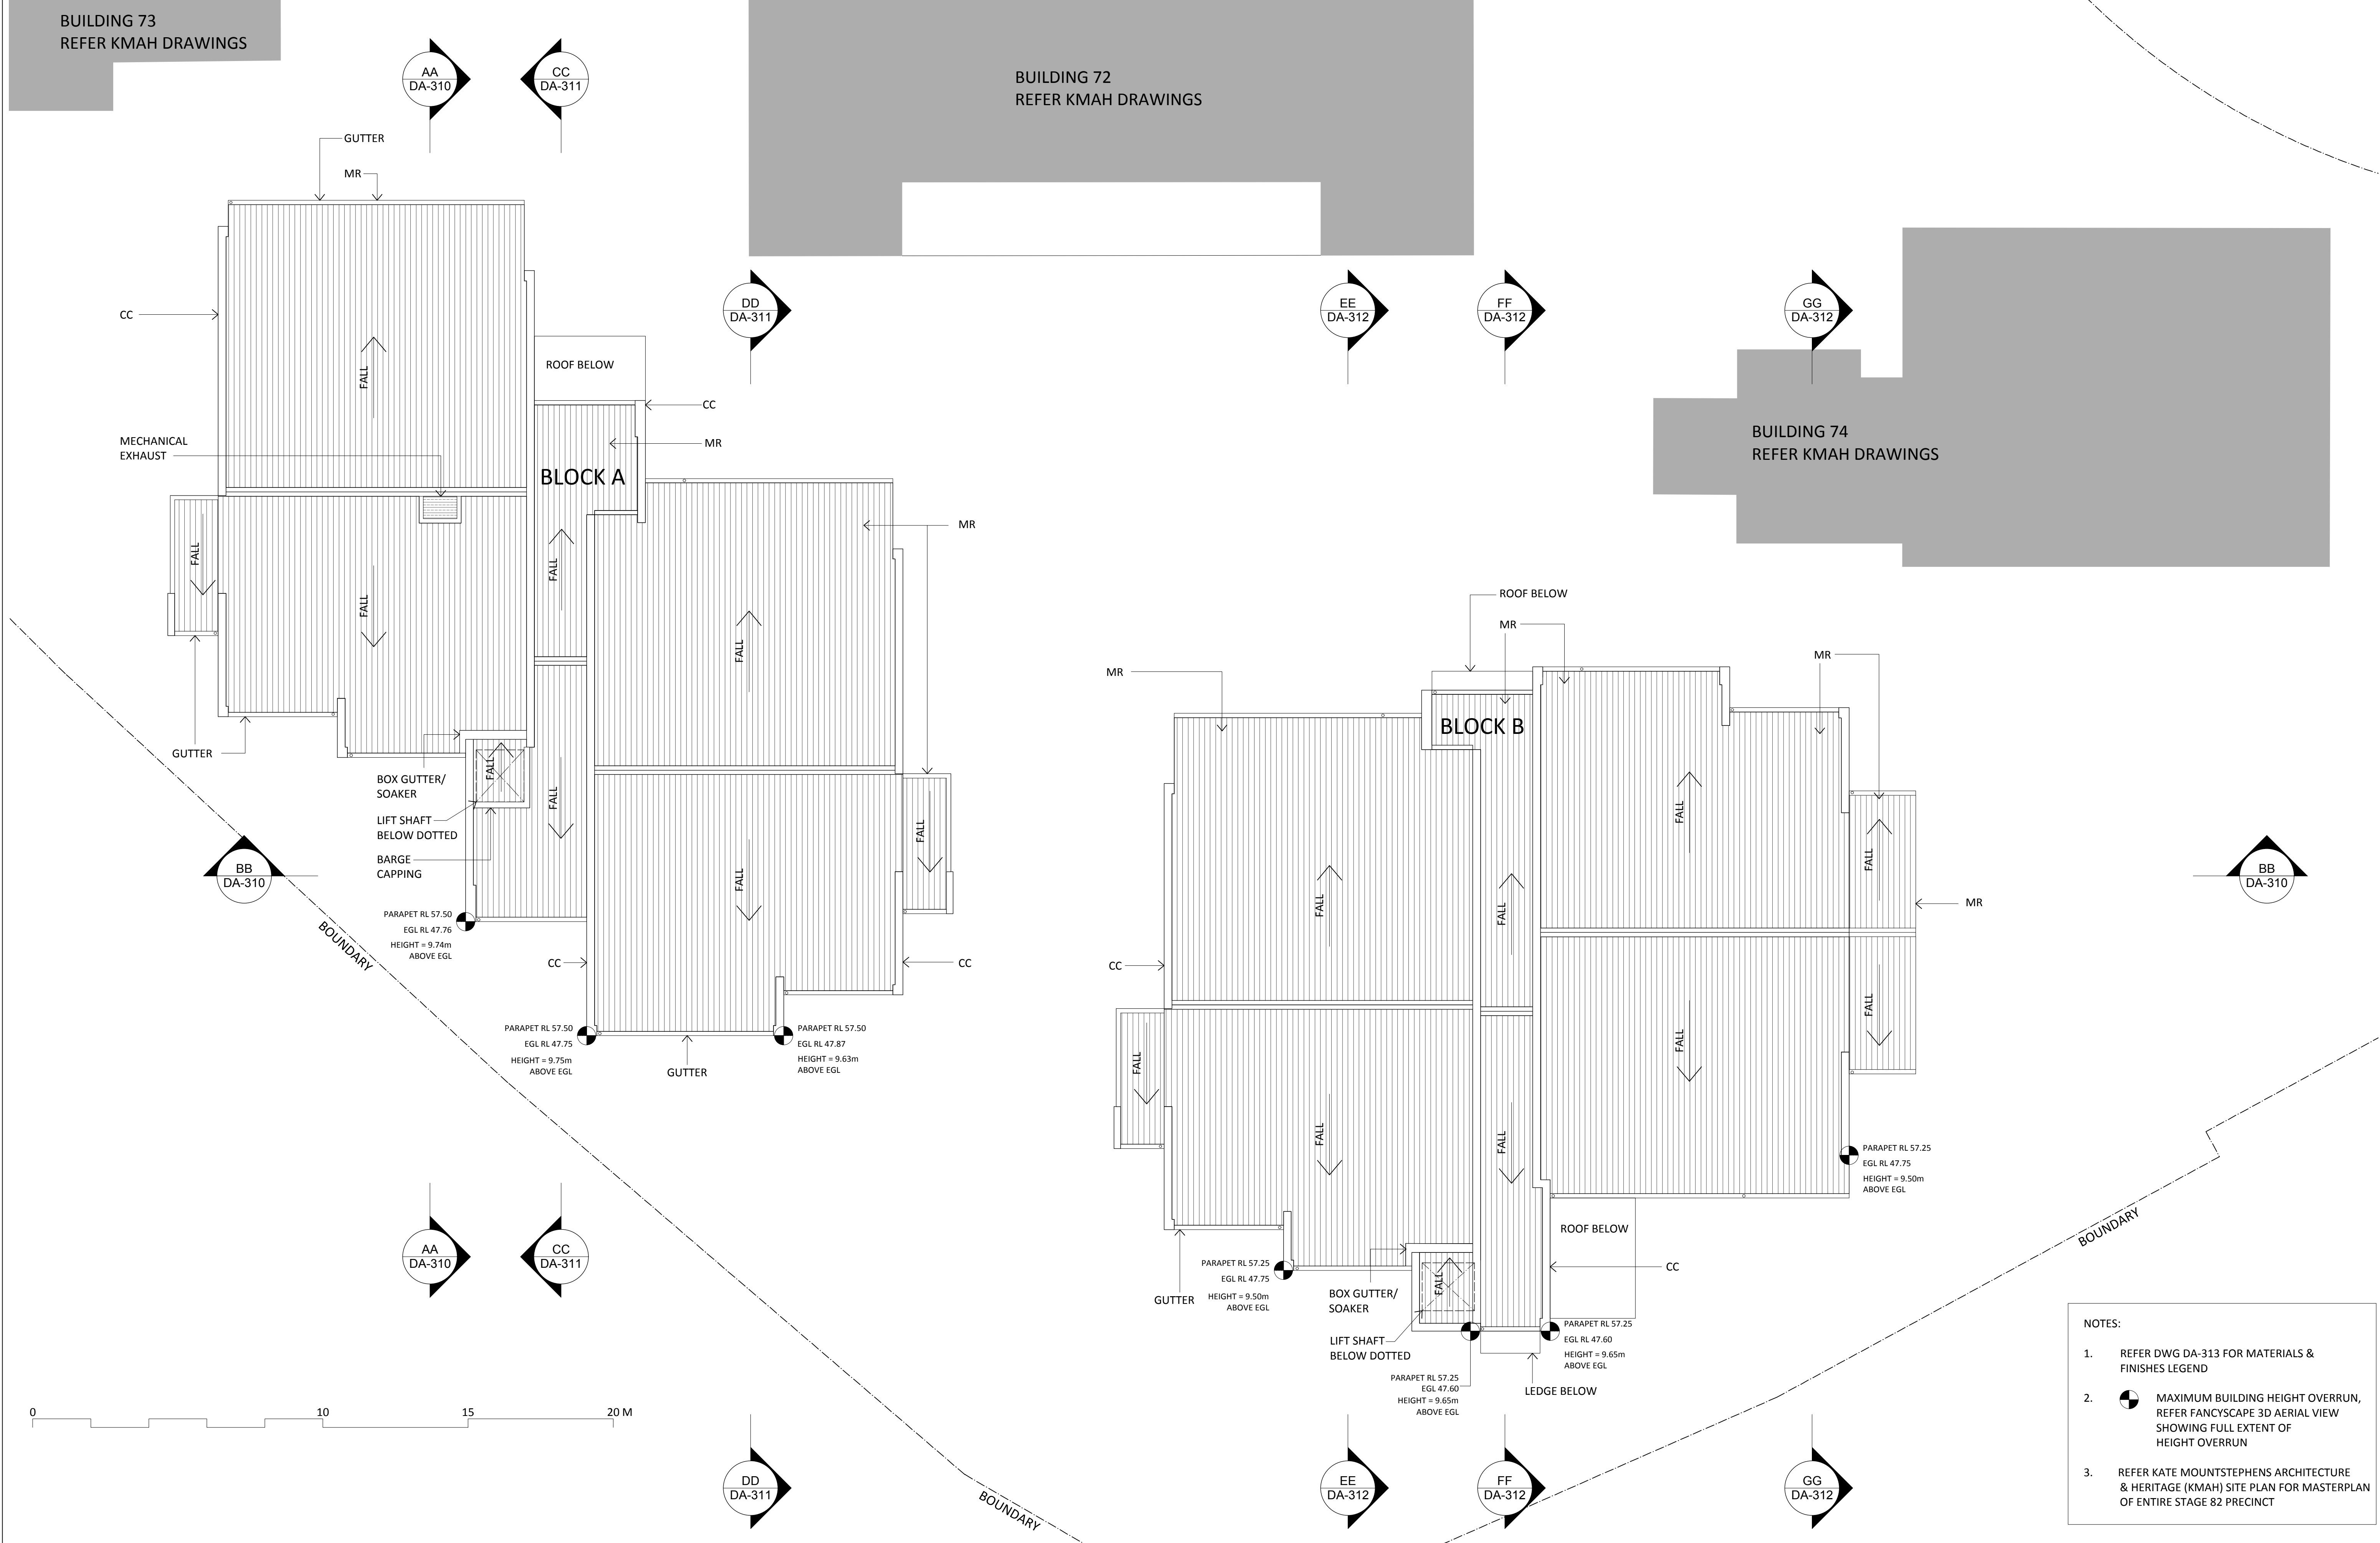 BUILDING 73
REFER KMAH DRAWINGS
AA
DA-310
CC
DA-311
BUILDING 72
REFER KMAH DRAWINGS
GUTTER
MR
CC
DD
DA-311
EE
DA-312
FF
DA-312
GG
DA-312
ROOF BELOW
FALL
CC
MR
MECHANICAL
EXHAUST
BLOCK A
BUILDING 74
REFER KMAH DRAWINGS
MR
FALL
FALL
FALL
FALL
ROOF BELOW
MR
MR
MR
BLOCK B
GUTTER
FALL
BOX GUTTER/
SOAKER
FALL
LIFT SHAFT
BELOW DOTTED
FALL
FALL
BARGE
CAPPING
FALL
FALL
FALL
BB
DA-310
BB
DA-310
FALL
FALL
MR
PARAPET RL 57.50
EGL RL 47.76
HEIGHT = 9.74m
ABOVE EGL
BOUNDARY
CC
CC
CC
FALL
PARAPET RL 57.50
EGL RL 47.75
HEIGHT = 9.75m
ABOVE EGL
PARAPET RL 57.50
EGL RL 47.87
HEIGHT = 9.63m
ABOVE EGL
GUTTER
FALL
FALL
FALL
FALL
PARAPET RL 57.25
EGL RL 47.75
HEIGHT = 9.50m
ABOVE EGL
AA
DA-310
CC
DA-311
ROOF BELOW
BOUNDARY
PARAPET RL 57.25
EGL RL 47.75
HEIGHT = 9.50m
ABOVE EGL
GUTTER
BOX GUTTER/
SOAKER
FALL
CC
LIFT SHAFT
BELOW DOTTED
PARAPET RL 57.25
EGL RL 47.60
HEIGHT = 9.65m
ABOVE EGL
PARAPET RL 57.25
EGL 47.60
HEIGHT = 9.65m
ABOVE EGL
LEDGE BELOW
0
10
15
20 M
DD
DA-311
BOUNDARY
EE
DA-312
FF
DA-312
GG
DA-312
NOTES:
1. REFER DWG DA-313 FOR MATERIALS &
FINISHES LEGEND
2. MAXIMUM BUILDING HEIGHT OVERRUN,
REFER FANCYSCAPE 3D AERIAL VIEW
SHOWING FULL EXTENT OF
HEIGHT OVERRUN
3. REFER KATE MOUNTSTEPHENS ARCHITECTURE
& HERITAGE (KMAH) SITE PLAN FOR MASTERPLAN
OF ENTIRE STAGE 82 PRECINCT